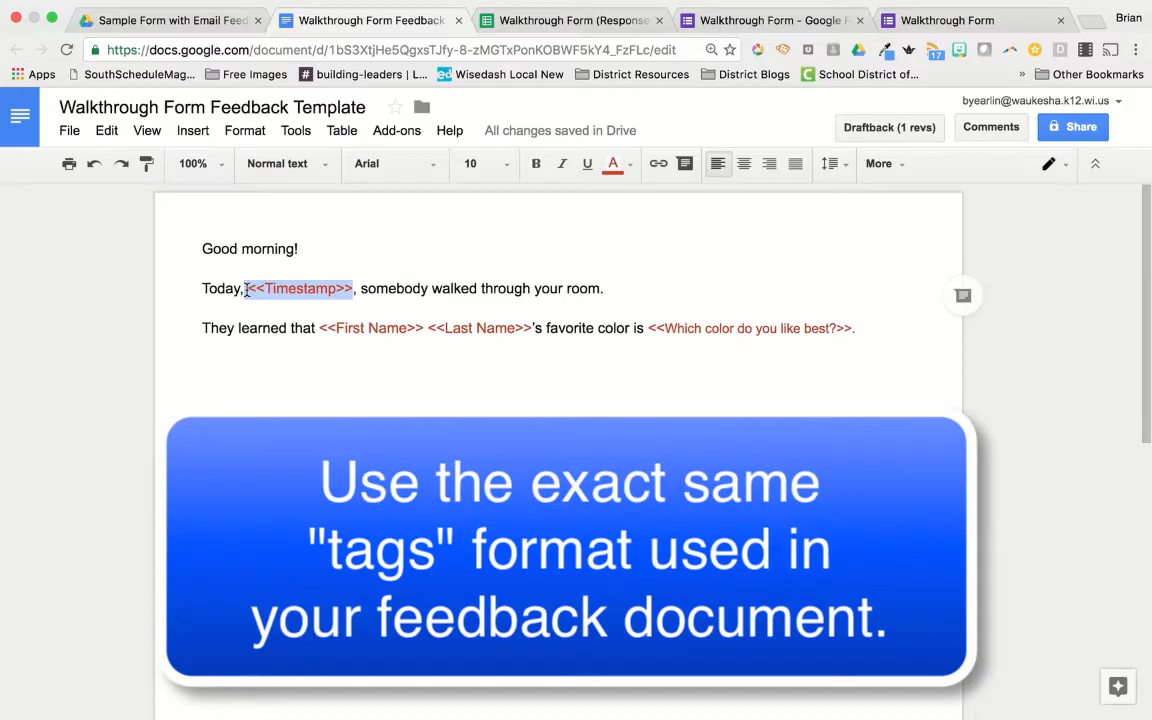 Sample Form with Email Feed
Walkthrough Form Feedback
Walkthrough Form (Response
Walkthrough Form - Google F
Walkthrough Form
Brian
https://docs.google.com/document/d/1bS3XtjHe5QgxsTJfy-8-zMGTxPonKOBWF5kY4_FzFLc/edit
17
Apps
SouthScheduleMag...
Free Images
building-leaders | L...
Wisedash Local New
District Resources
District Blogs
School District of...
»
Other Bookmarks
Walkthrough Form Feedback Template
byearlin@waukesha.k12.wi.us
File Edit View Insert Format Tools Table Add-ons Help All changes saved in Drive
Draftback (1 revs)
Comments
Share
100% Normal text Arial 10 B I U A More
Good morning!
Today, <<Timestamp>>, somebody walked through your room.
They learned that <<First Name>> <<Last Name>>'s favorite color is <<Which color do you like best?>>.
Use the exact same
"tags" format used in
your feedback document.